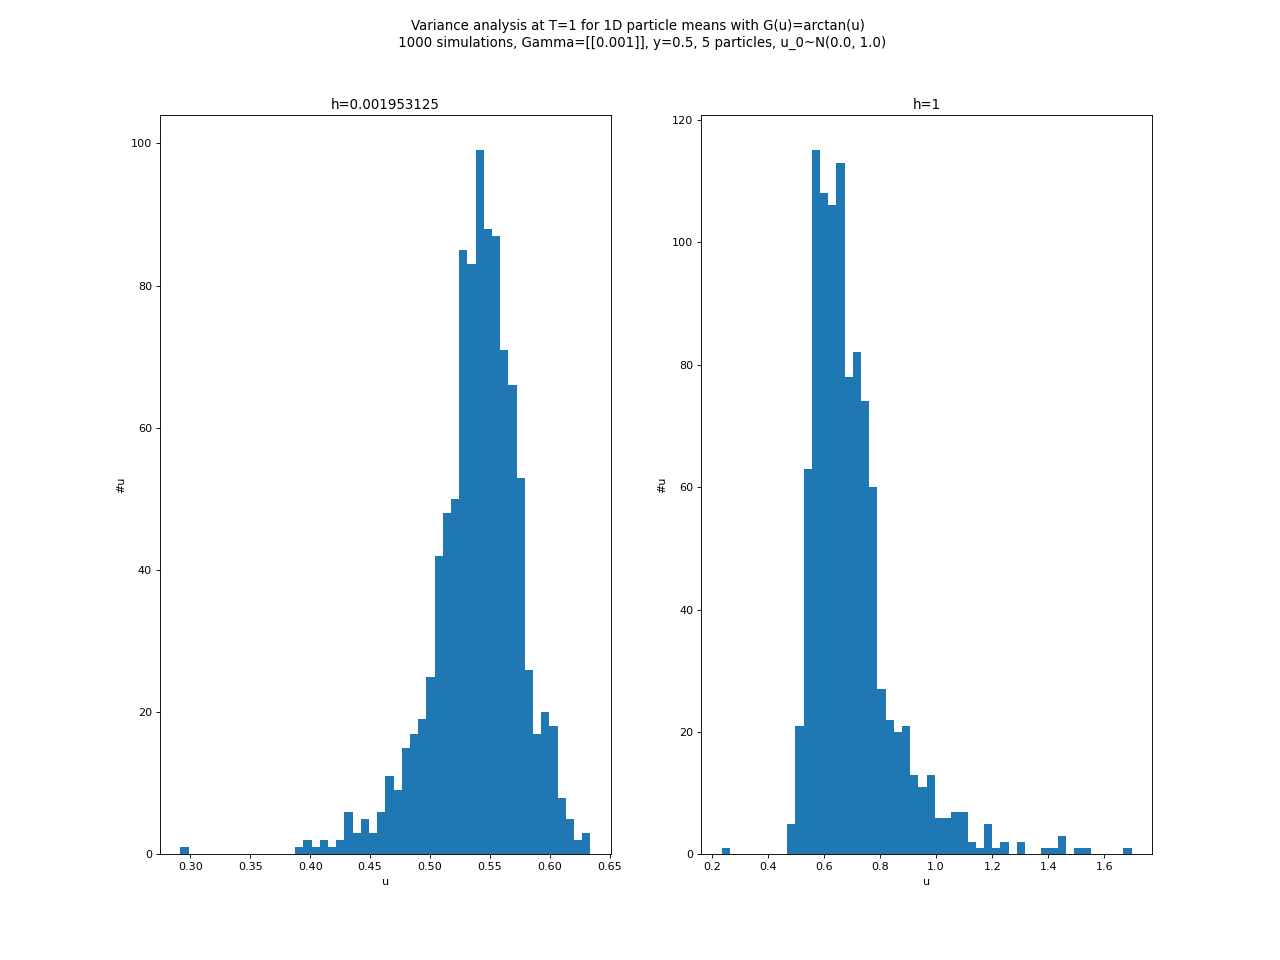 Variance analysis at T=1 for 1D particle means with G(u)=arctan(u)
1000 simulations, Gamma=[[0.001]], y=0.5, 5 particles, u_0~N(0.0, 1.0)
h=0.001953125
100
80
60
40
20
0
#u
0.30 0.35 0.40 0.45 0.50 0.55 0.60 0.65
u
h=1
120
100
80
60
40
20
0
#u
0.2 0.4 0.6 0.8 1.0 1.2 1.4 1.6
u